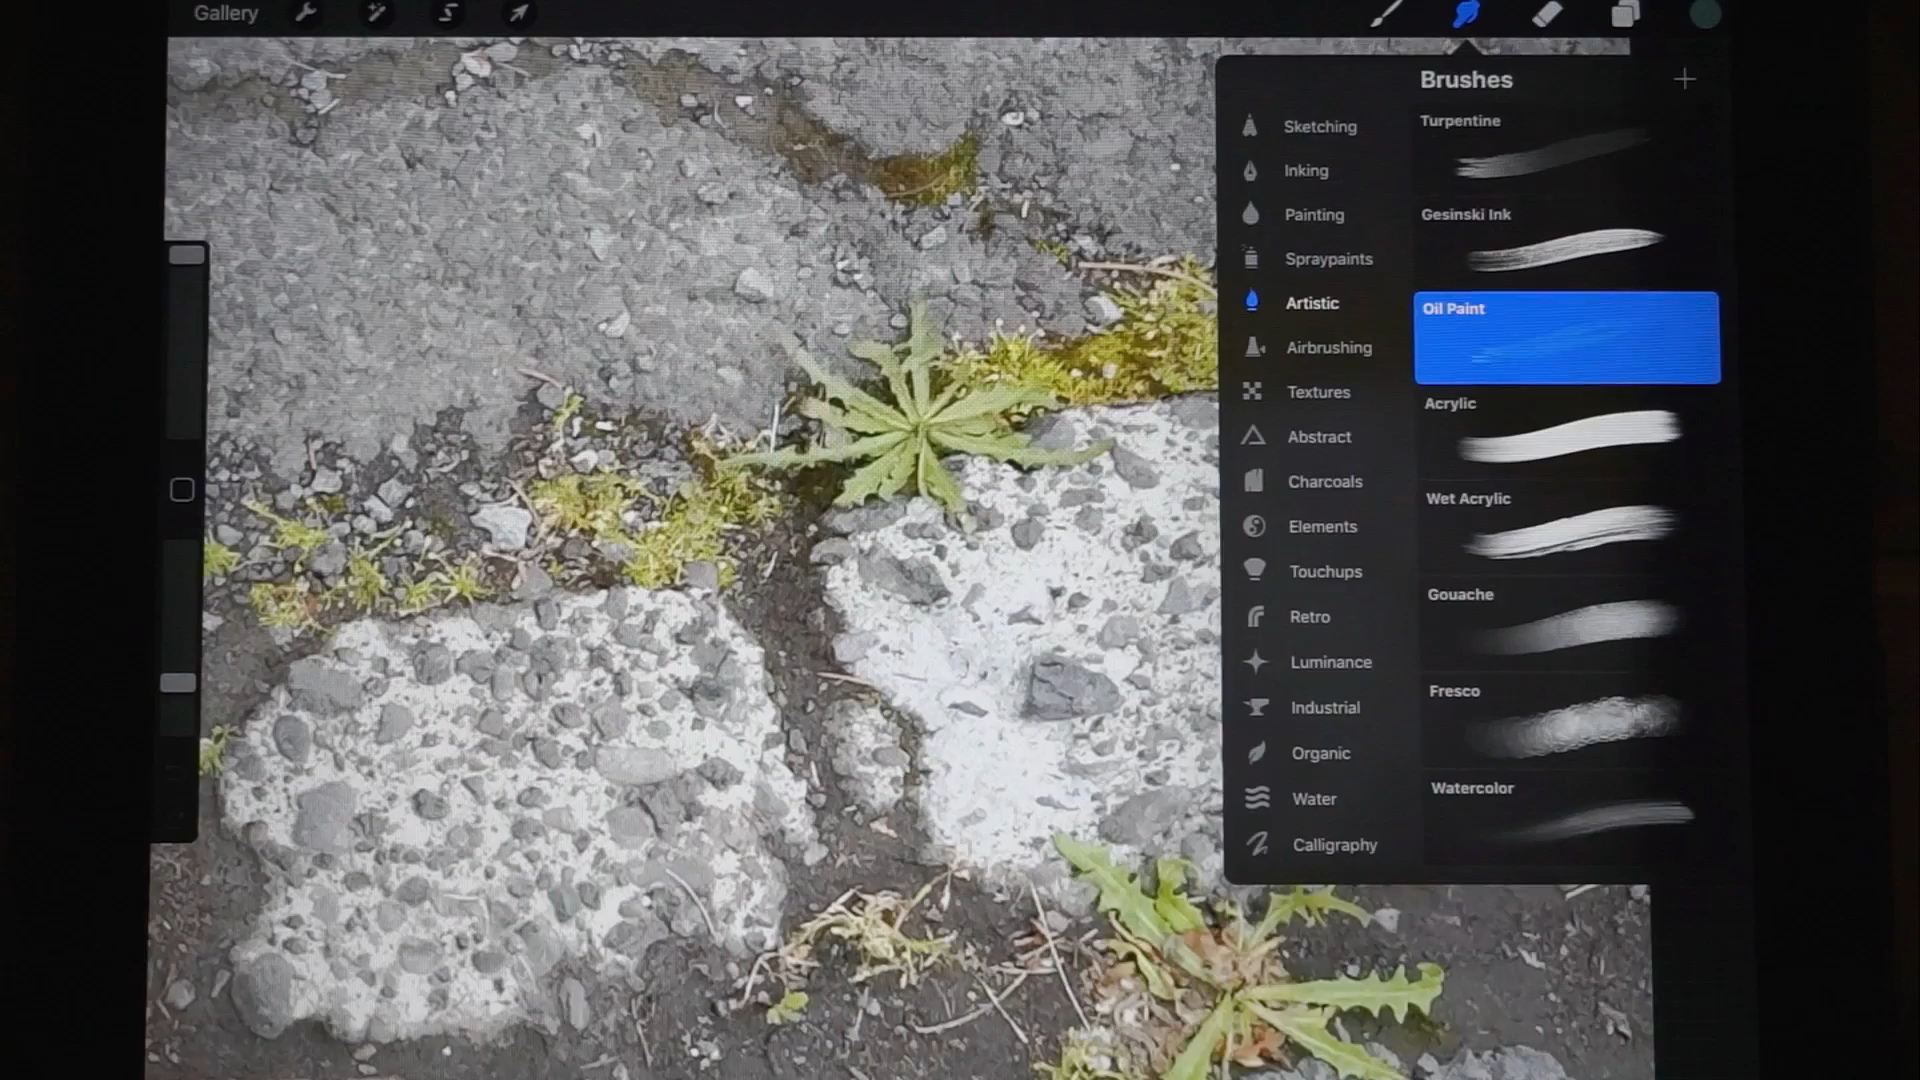 Gallery
Brushes
Sketching
Inking
Painting
Spraypaints
Artistic
Airbrushing
Textures
Abstract
Charcoals
Elements
Touchups
Retro
Luminance
Industrial
Organic
Water
Calligraphy
Turpentine
Gesinski Ink
Oil Paint
Acrylic
Wet Acrylic
Gouache
Fresco
Watercolor